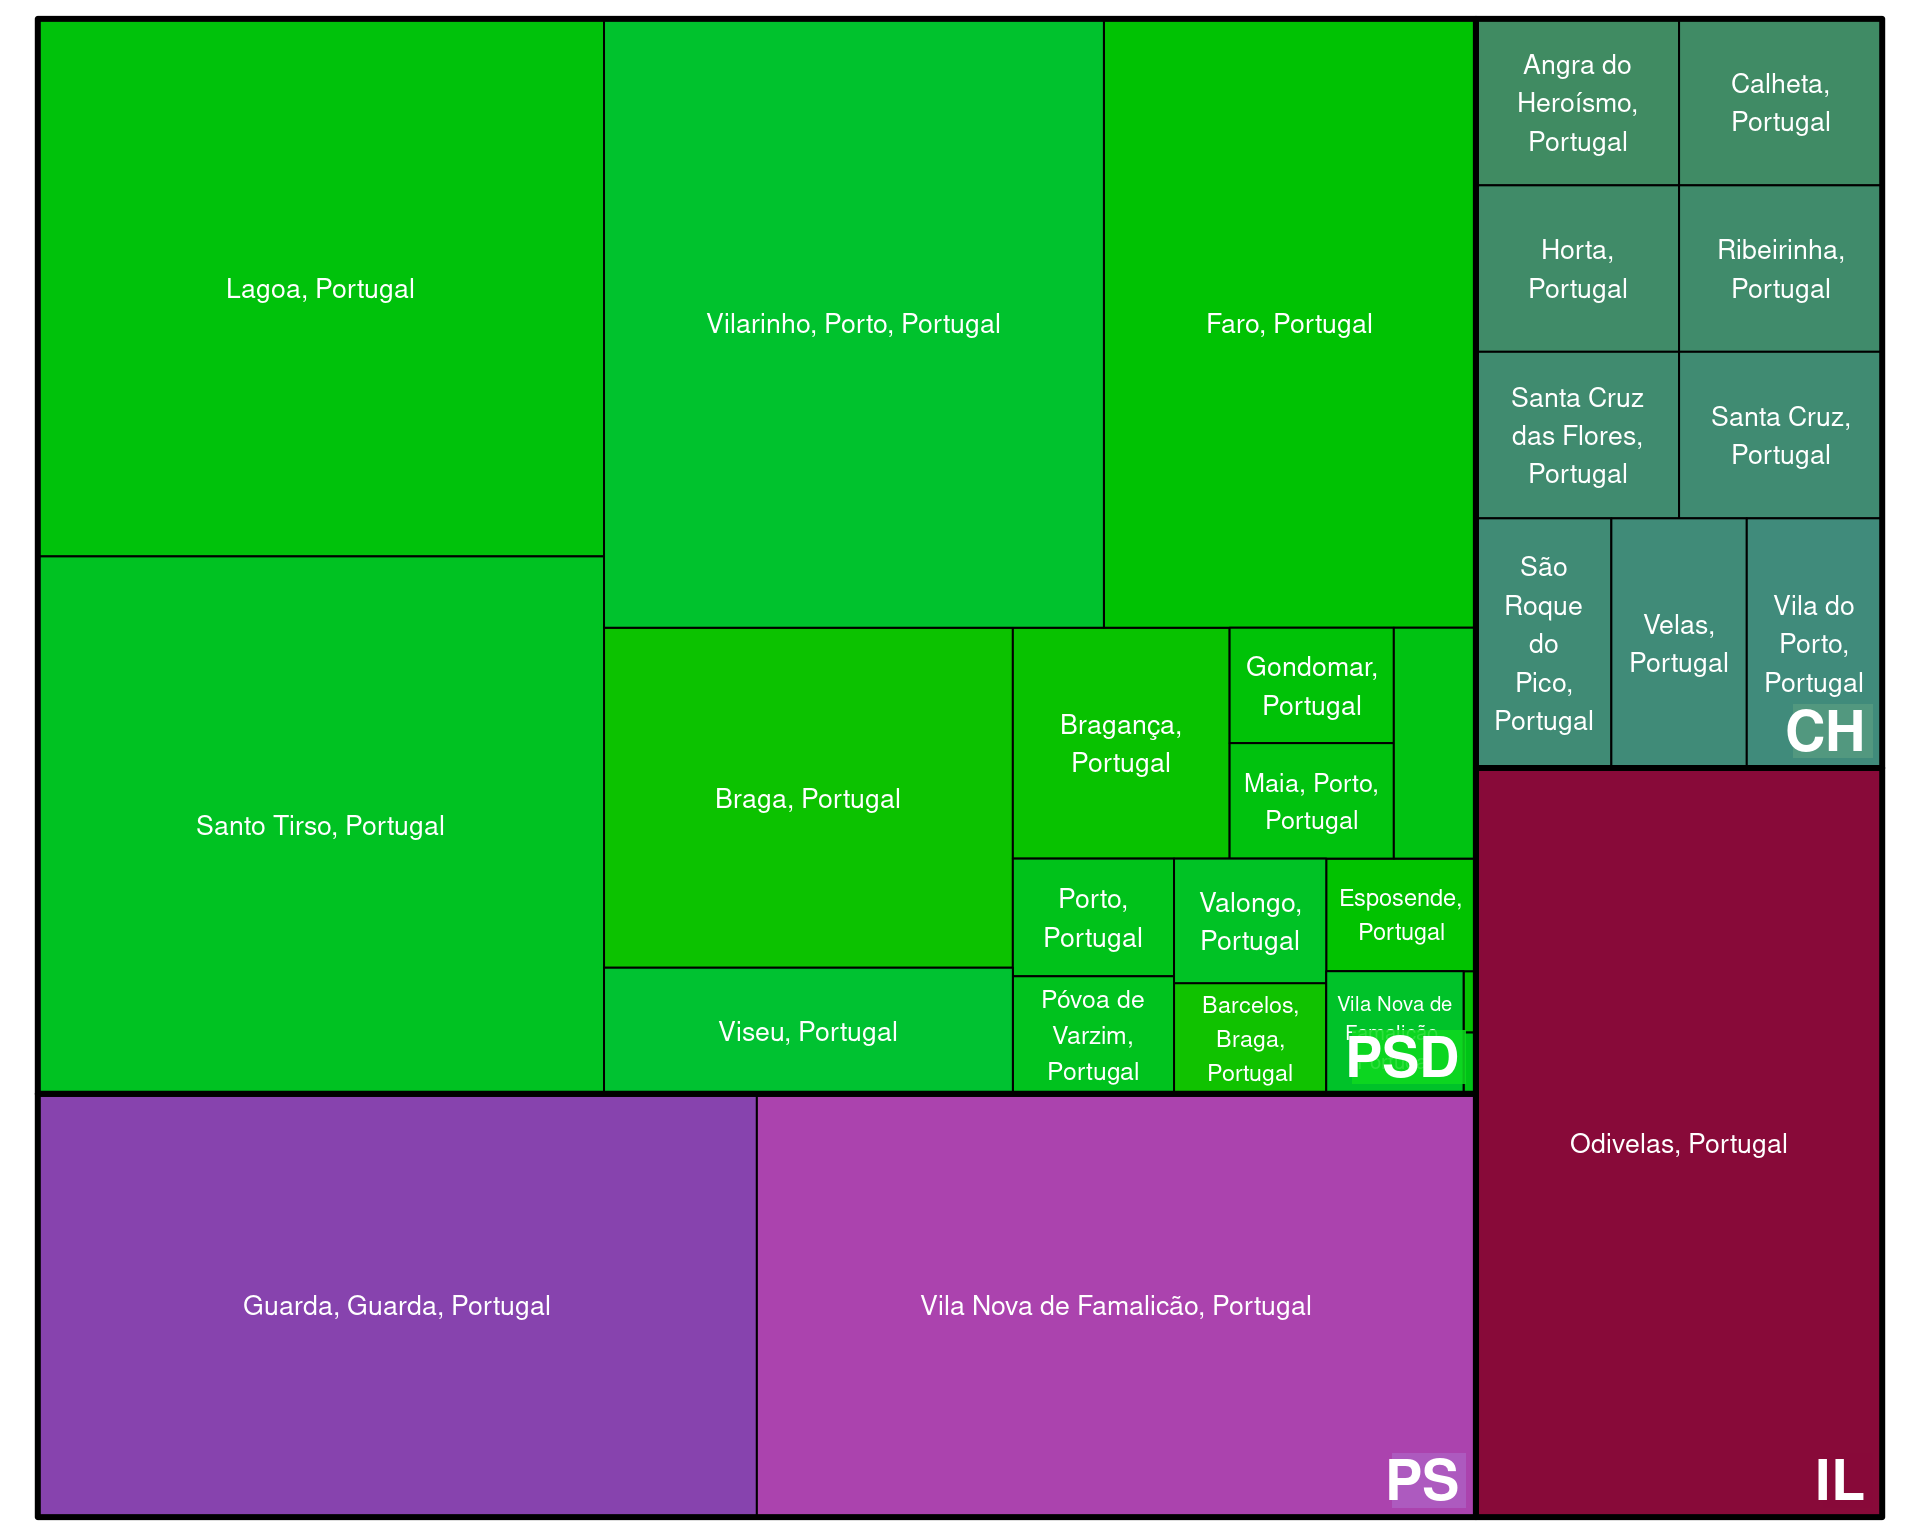 Lagoa, Portugal
Vilarinho, Porto, Portugal
Faro, Portugal
Angra do
Heroísmo,
Portugal
Calheta,
Portugal
Horta,
Portugal
Ribeirinha,
Portugal
Santa Cruz
das Flores,
Portugal
Santa Cruz,
Portugal
São
Roque
do
Pico,
Portugal
Velas,
Portugal
Vila do
Porto,
Portugal
CH
Santo Tirso, Portugal
Braga, Portugal
Bragança,
Portugal
Gondomar,
Portugal
Maia, Porto,
Portugal
Porto,
Portugal
Valongo,
Portugal
Esposende,
Portugal
Viseu, Portugal
Póvoa de
Varzim,
Portugal
Barcelos,
Braga,
Portugal
Vila Nova de
Famalicão,
PSD
Odivelas, Portugal
Guarda, Guarda, Portugal
Vila Nova de Famalicão, Portugal
PS
IL